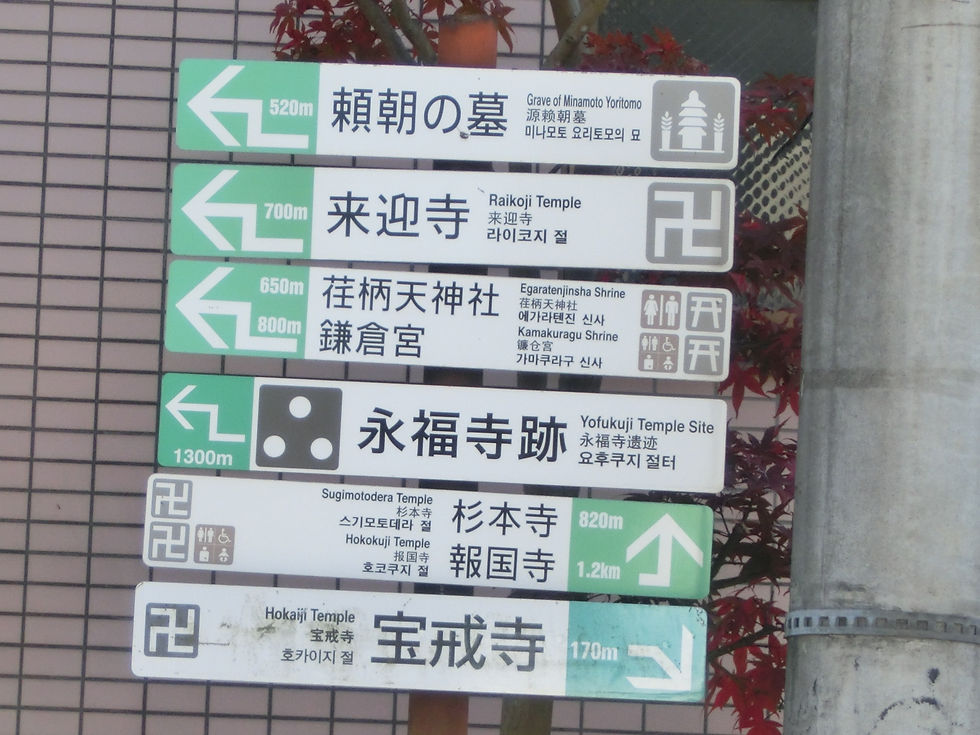 520m
頼朝の墓
Grave of Minamoto Yoritomo
源赖朝墓
미나모토 요리토모의 묘
700m
来迎寺
Raikoji Temple
来迎寺
라이코지 절
650m
800m
荏柄天神社
鎌倉宮
Egaratenjinsha Shrine
荏柄天神社
에가라텐진 신사
Kamakuragu Shrine
镰仓宫
가마쿠라구 신사
1300m
永福寺跡
Yofukuji Temple Site
永福寺遗迹
요후쿠지 절터
Sugimotodera Temple
杉本寺
스기모토데라 절
Hokokuji Temple
报国寺
호코쿠지 절
杉本寺
報国寺
820m
1.2km
Hokaiji Temple
宝戒寺
호카이지 절
宝戒寺
170m